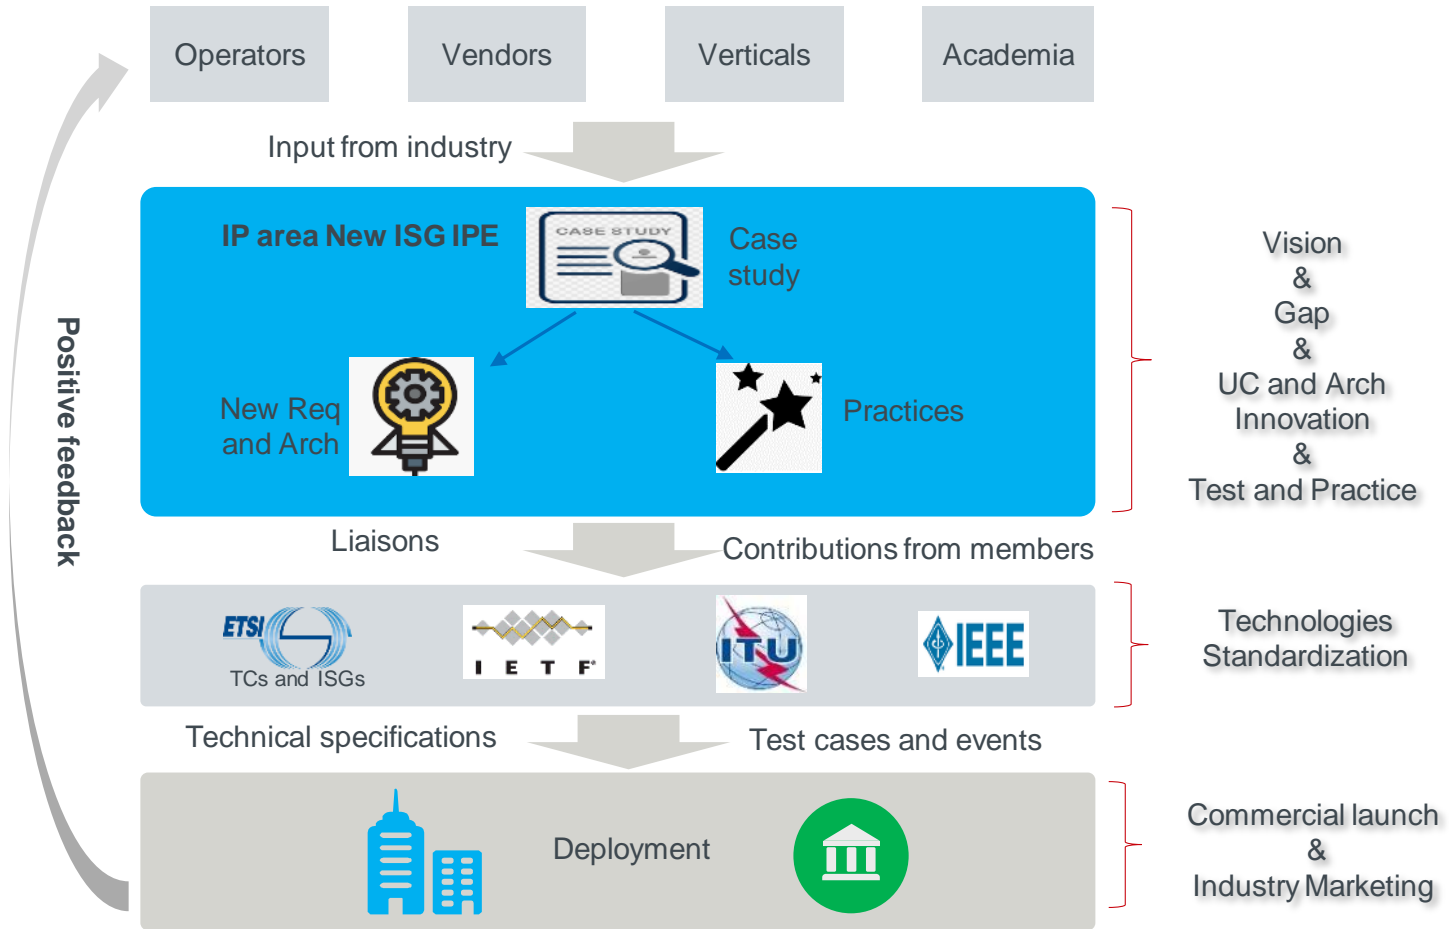 Operators
Vendors
Verticals
Academia
Input from industry
IP area New ISG IPE
CASE STUDY
Case
study
New Req
and Arch
Practices
Vision
&
Gap
&
UC and Arch
Innovation
&
Test and Practice
Positive feedback
Liaisons
Contributions from members
ETSI
TCs and ISGs
I E T F®
ITU
IEEE
Technologies
Standardization
Technical specifications
Test cases and events
Deployment
Commercial launch
&
Industry Marketing